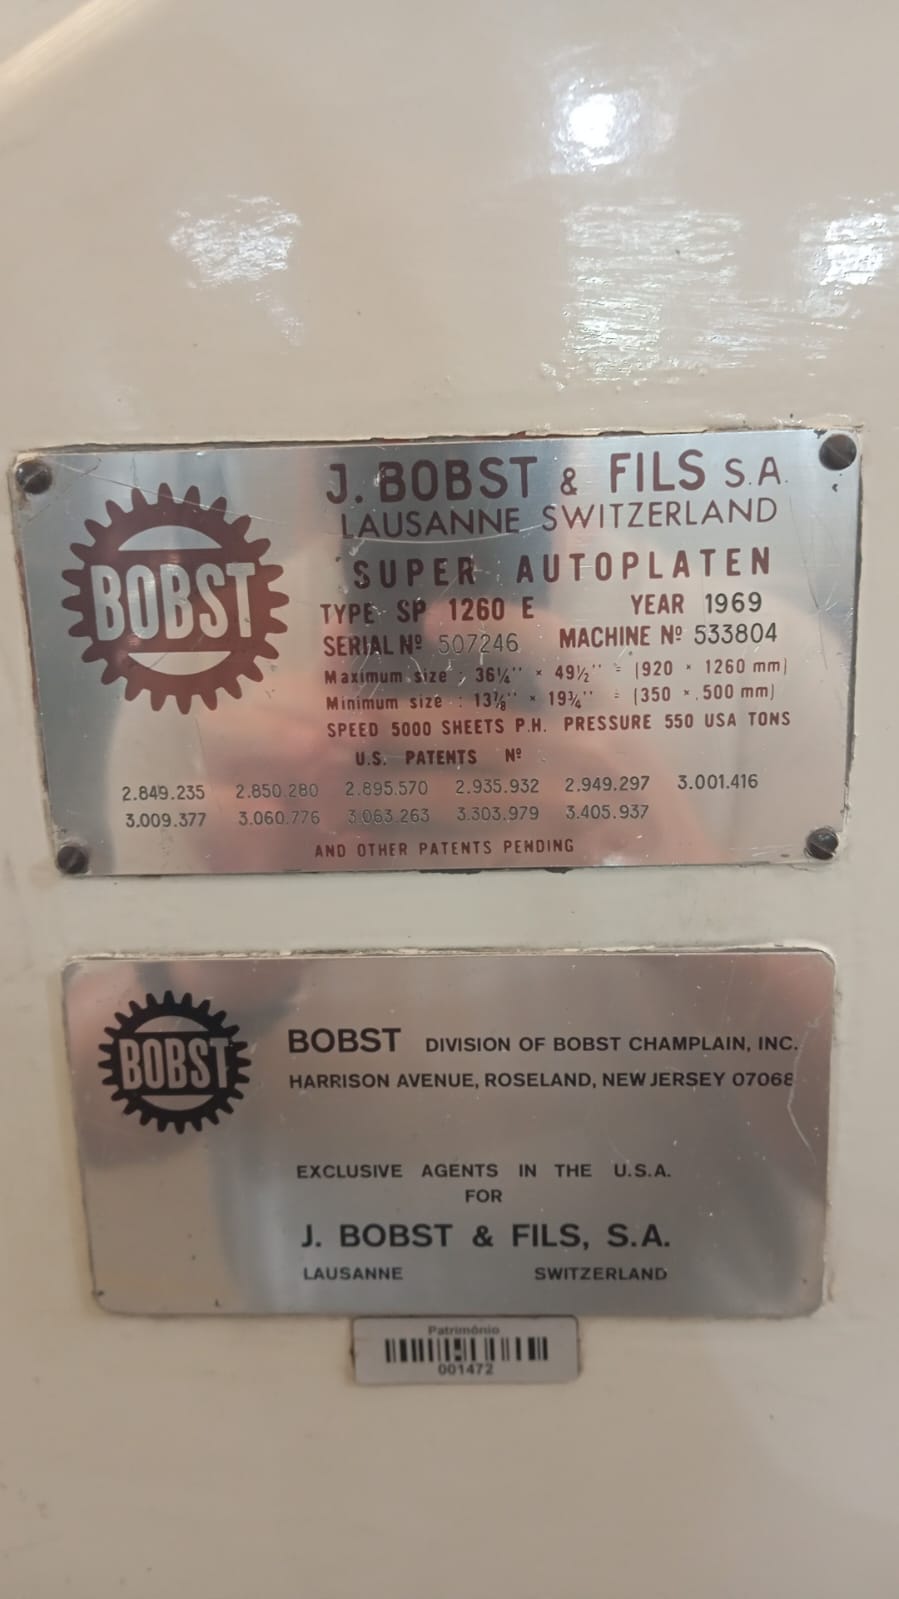 J. BOBST & FILS S.A.
LAUSANNE SWITZERLAND
BOBST
SUPER AUTOPLATEN
TYPE SP 1260 E YEAR 1969
SERIAL Nº 507246 MACHINE Nº 533804
Maximum size : 36¼'' × 49½'' = (920 × 1260 mm)
Minimum size : 13⅞'' × 19¾'' = (350 × 500 mm)
SPEED 5000 SHEETS P.H. PRESSURE 550 USA TONS
U.S. PATENTS Nº
2.849.235 2.850.280 2.895.570 2.935.932 2.949.297 3.001.416
3.009.377 3.060.776 3.063.263 3.303.979 3.405.937
AND OTHER PATENTS PENDING
BOBST
BOBST DIVISION OF BOBST CHAMPLAIN, INC.
HARRISON AVENUE, ROSELAND, NEW JERSEY 07068
EXCLUSIVE AGENTS IN THE U.S.A.
FOR
J. BOBST & FILS, S.A.
LAUSANNE SWITZERLAND
Patrimônio
001472